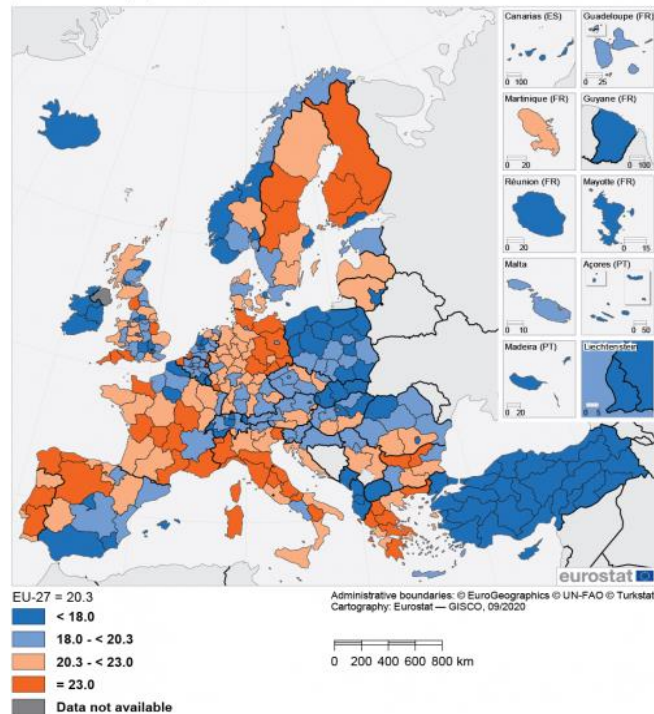 Canarias (ES)
0 100
Guadeloupe (FR)
0 25
Martinique (FR)
0 20
Guyane (FR)
0 100
Réunion (FR)
0 20
Mayotte (FR)
0 15
Malta
0 10
Açores (PT)
0 50
Madeira (PT)
0 20
Liechtenstein
0 5
eurostat
EU-27 = 20.3
< 18.0
18.0 - < 20.3
20.3 - < 23.0
= 23.0
Data not available
Administrative boundaries: © EuroGeographics © UN-FAO © Turkstat
Cartography: Eurostat — GISCO, 09/2020
0 200 400 600 800 km